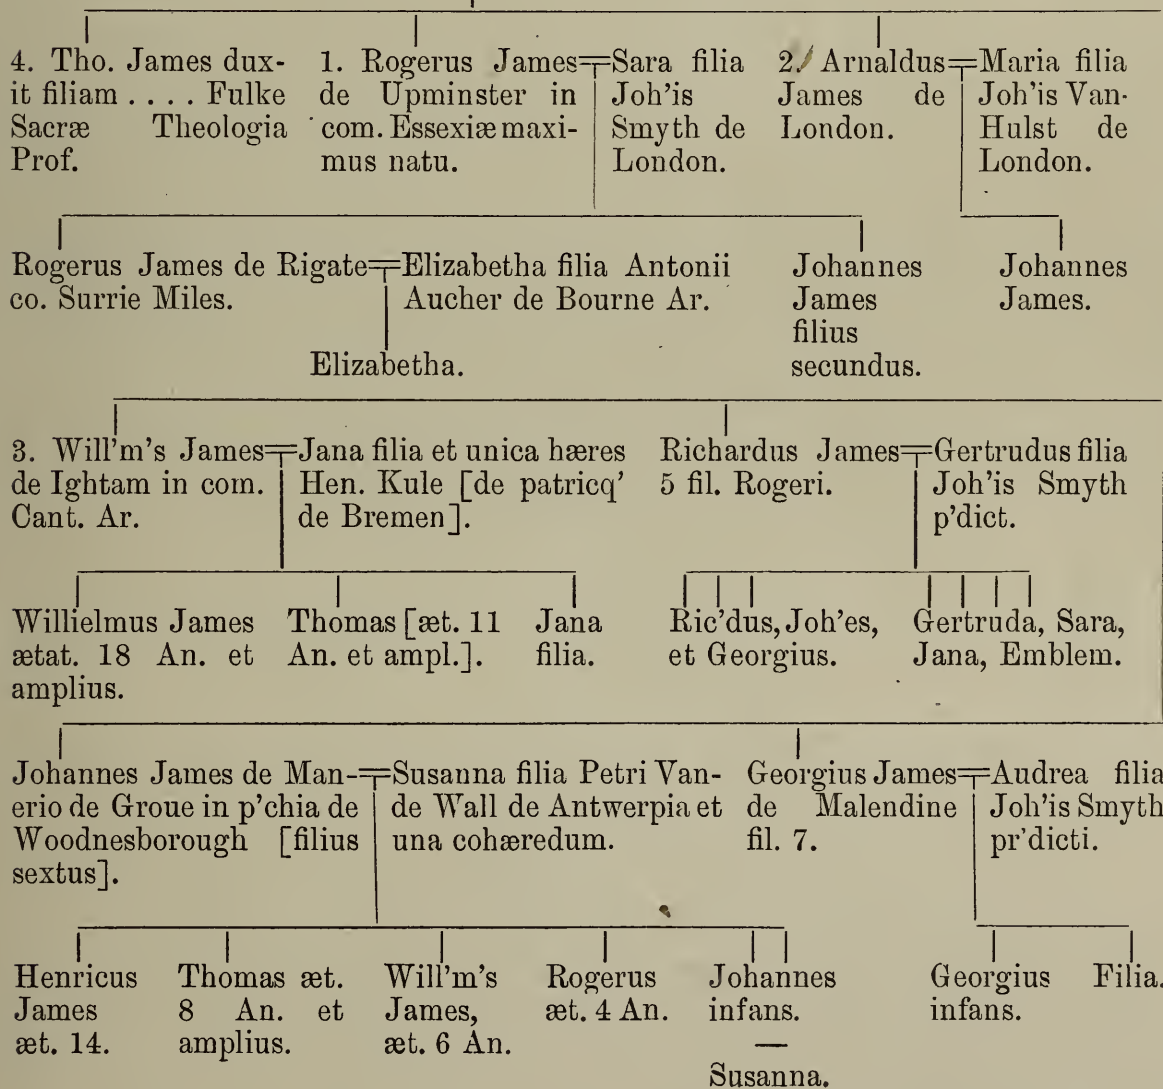 4. Tho. James dux-
it filiam . . . . Fulke
Sacræ Theologia
Prof.
1. Rogerus James
de Upminster in
com. Essexiæ maxi-
mus natu.
Sara filia
Joh'is
Smyth de
London.
2. Arnaldus
James de
London.
Maria filia
Joh'is Van-
Hulst de
London.
Rogerus James de Rigate
co. Surrie Miles.
Elizabetha filia Antonii
Aucher de Bourne Ar.
Johannes
James
filius
secundus.
Johannes
James.
Elizabetha.
3. Will'm's James
de Ightam in com.
Cant. Ar.
Jana filia et unica hæres
Hen. Kule [de patricq'
de Bremen].
Richardus James
5 fil. Rogeri.
Gertrudus filia
Joh'is Smyth
p'dict.
Willielmus James
ætat. 18 An. et
amplius.
Thomas [æt. 11
An. et ampl.].
Jana
filia.
Ric'dus, Joh'es,
et Georgius.
Gertruda, Sara,
Jana, Emblem.
Johannes James de Man-
erio de Groue in p'chia de
Woodnesborough [filius
sextus].
Susanna filia Petri Van-
de Wall de Antwerpia et
una cohæredum.
Georgius James
de Malendine
fil. 7.
Audrea filia
Joh'is Smyth
pr'dicti.
Henricus
James
æt. 14.
Thomas æt.
8 An. et
amplius.
Will'm's
James,
æt. 6 An.
Rogerus
æt. 4 An.
Johannes
infans.
—
Susanna.
Georgius
infans.
Filia.